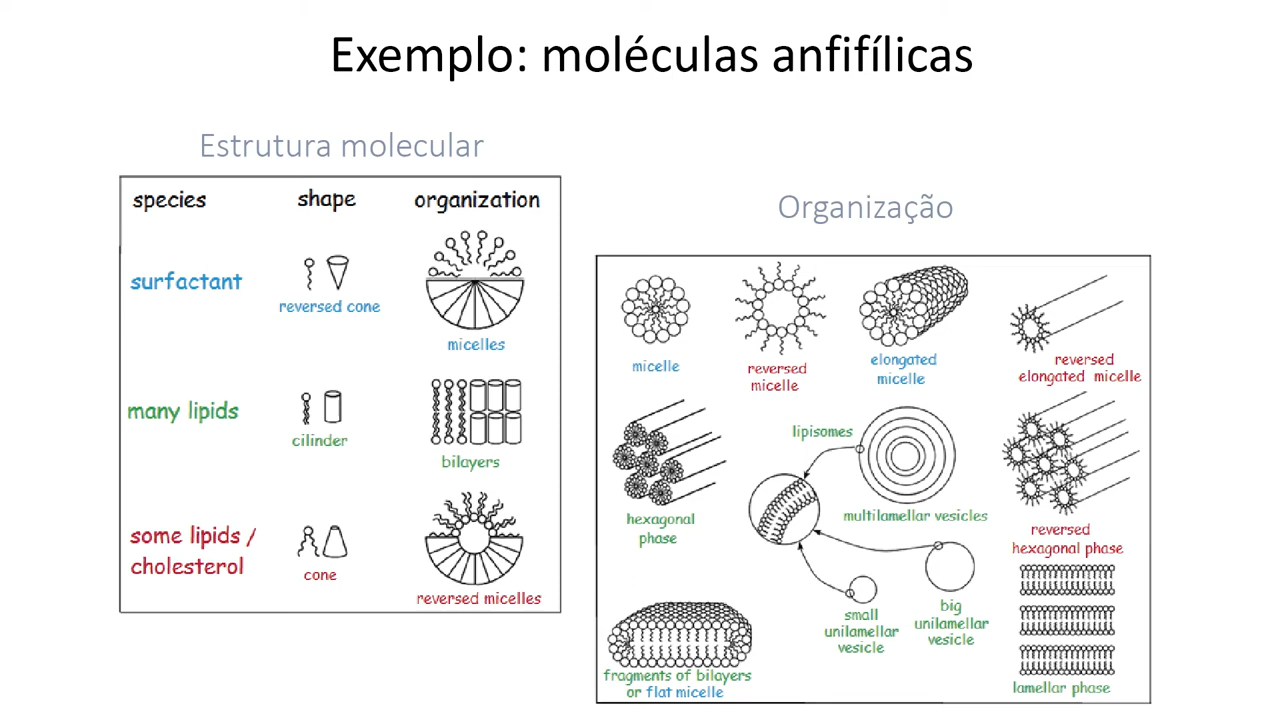 Exemplo: moléculas anfifílicas
Estrutura molecular
species shape organization
surfactant
reversed cone
micelles
many lipids
cilinder
bilayers
some lipids /
cholesterol
cone
reversed micelles
Organização
micelle
reversed
micelle
elongated
micelle
reversed
elongated micelle
lipisomes
hexagonal
phase
multilamellar vesicles
reversed
hexagonal phase
small
unilamellar
vesicle
big
unilamellar
vesicle
fragments of bilayers
or flat micelle
lamellar phase